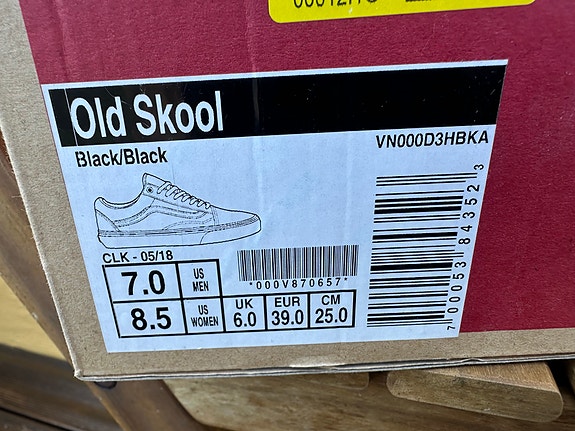 Old Skool
Black/Black
VN000D3HBKA
CLK - 05/18
*000V870657*
7.0 US MEN
8.5 US WOMEN
UK 6.0
EUR 39.0
CM 25.0
7 00053 84352 3